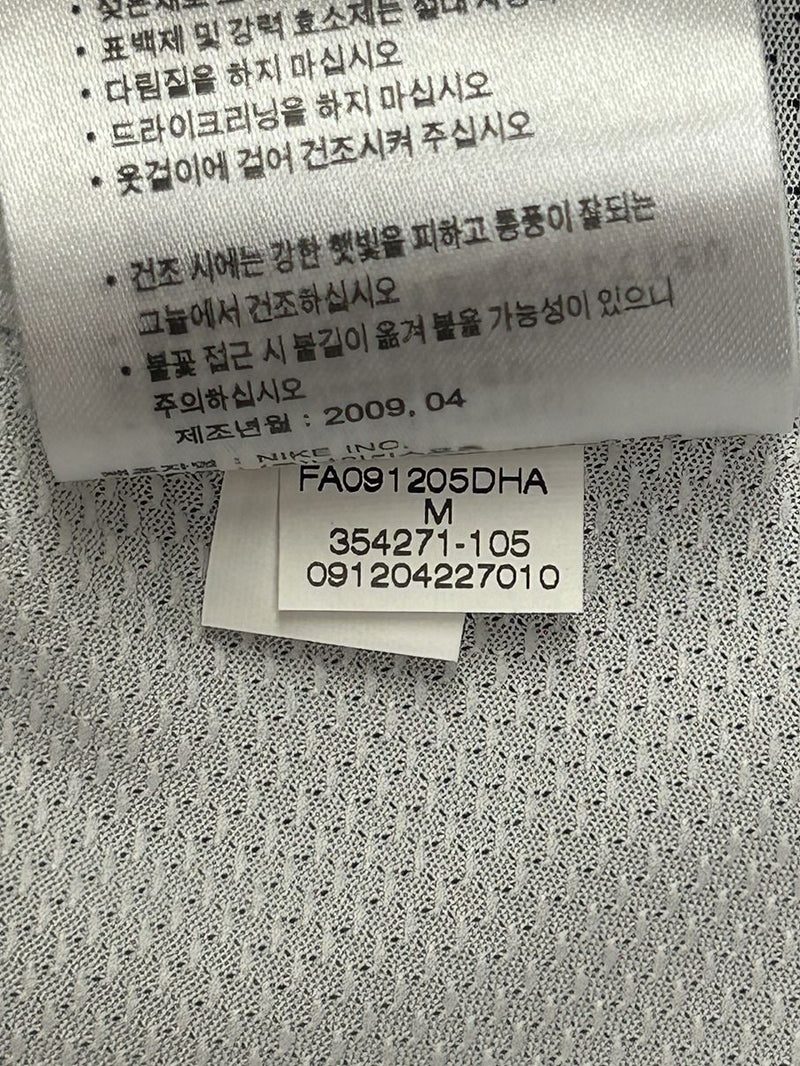 • 표백제 및 강력 효소제는 절대
• 다림질을 하지 마십시오
• 드라이크리닝을 하지 마십시오
• 옷걸이에 걸어 건조시켜 주십시오
• 건조 시에는 강한 햇빛을 피하고 통풍이 잘되는
그늘에서 건조하십시오
• 불꽃 접근 시 불길이 옮겨 붙을 가능성이 있으니
주의하십시오
제조년월 : 2009. 04
: NIKE INC.
FA091205DHA
M
354271-105
091204227010